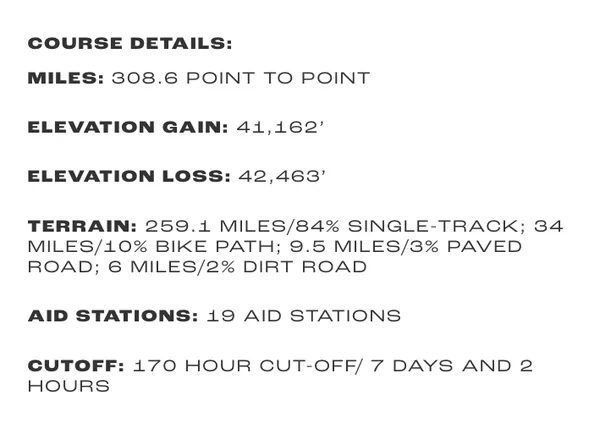 COURSE DETAILS:
MILES: 308.6 POINT TO POINT
ELEVATION GAIN: 41,162’
ELEVATION LOSS: 42,463’
TERRAIN: 259.1 MILES/84% SINGLE-TRACK; 34
MILES/10% BIKE PATH; 9.5 MILES/3% PAVED
ROAD; 6 MILES/2% DIRT ROAD
AID STATIONS: 19 AID STATIONS
CUTOFF: 170 HOUR CUT-OFF/ 7 DAYS AND 2
HOURS